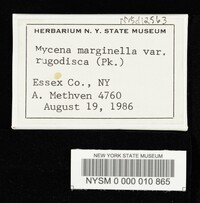 NYSd12563
HERBARIUM N. Y. STATE MUSEUM
Mycena marginella var.
rugodisca (Pk.)
Essex Co., NY
A. Methven 4760
August 19, 1986
NEW YORK STATE MUSEUM
NYSM 0 000 010 865